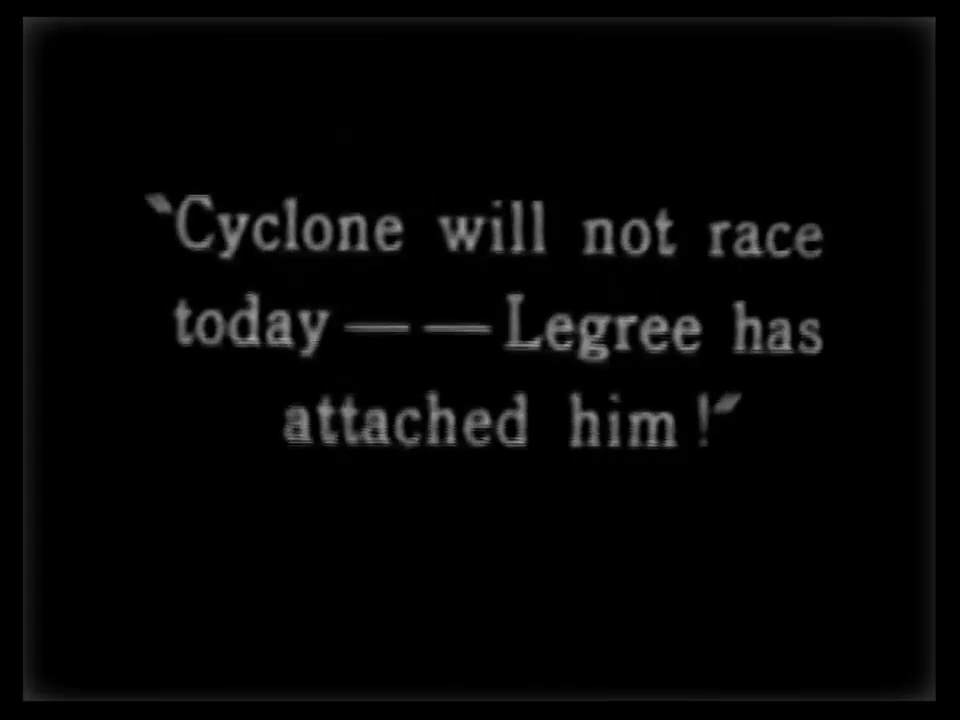 "Cyclone will not race
today — — Legree has
attached him!"